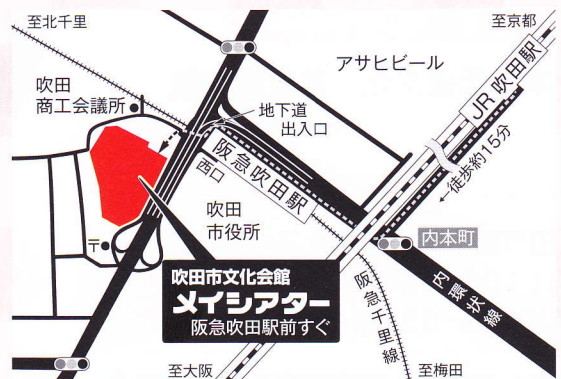 至北千里
至京都
アサヒビール
JR吹田駅
吹田
商工会議所
地下道
出入口
←徒歩約15分
西口
阪急吹田駅
吹田
市役所
内本町
〒
吹田市文化会館
メイシアター
阪急吹田駅前すぐ
阪急千里線
内環状線
至大阪
至梅田